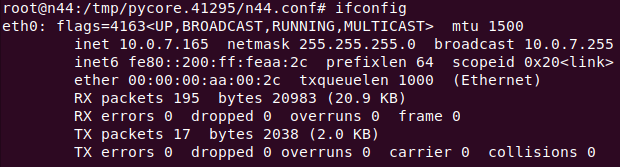 root@n44:/tmp/pycore.41295/n44.conf# ifconfig
eth0: flags=4163<UP,BROADCAST,RUNNING,MULTICAST>  mtu 1500
        inet 10.0.7.165  netmask 255.255.255.0  broadcast 10.0.7.255
        inet6 fe80::200:ff:feaa:2c  prefixlen 64  scopeid 0x20<link>
        ether 00:00:00:aa:00:2c  txqueuelen 1000  (Ethernet)
        RX packets 195  bytes 20983 (20.9 KB)
        RX errors 0  dropped 0  overruns 0  frame 0
        TX packets 17  bytes 2038 (2.0 KB)
        TX errors 0  dropped 0 overruns 0  carrier 0  collisions 0